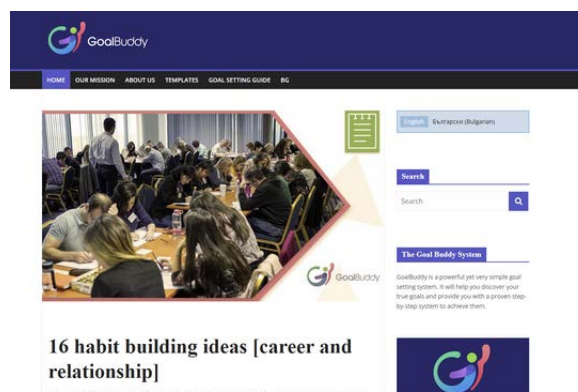 GoalBuddy
HOME OUR MISSION ABOUT US TEMPLATES GOAL SETTING GUIDE BG
English Български (Bulgarian)
GoalBuddy
Search
Search
The Goal Buddy System
GoalBuddy is a powerful yet very simple goal
setting system. It will help you discover your
true goals and provide you with a proven step-
by-step system to achieve them.
16 habit building ideas [career and
relationship]